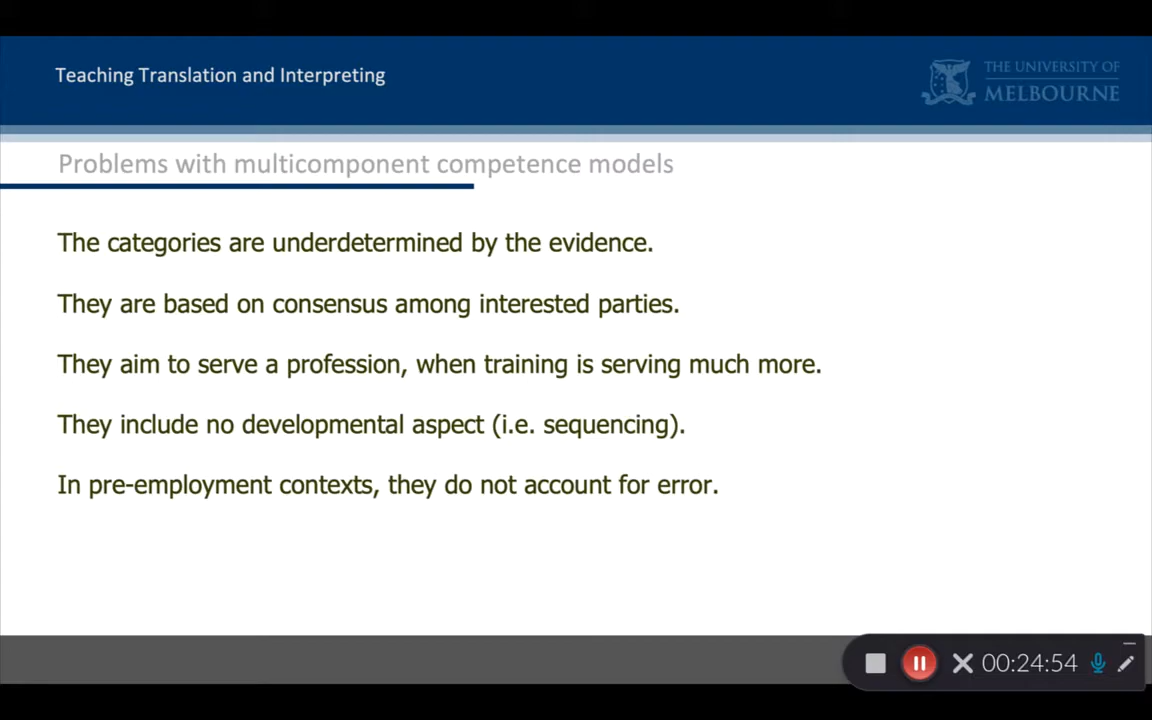 Teaching Translation and Interpreting
THE UNIVERSITY OF
MELBOURNE
Problems with multicomponent competence models
The categories are underdetermined by the evidence.
They are based on consensus among interested parties.
They aim to serve a profession, when training is serving much more.
They include no developmental aspect (i.e. sequencing).
In pre-employment contexts, they do not account for error.
00:24:54